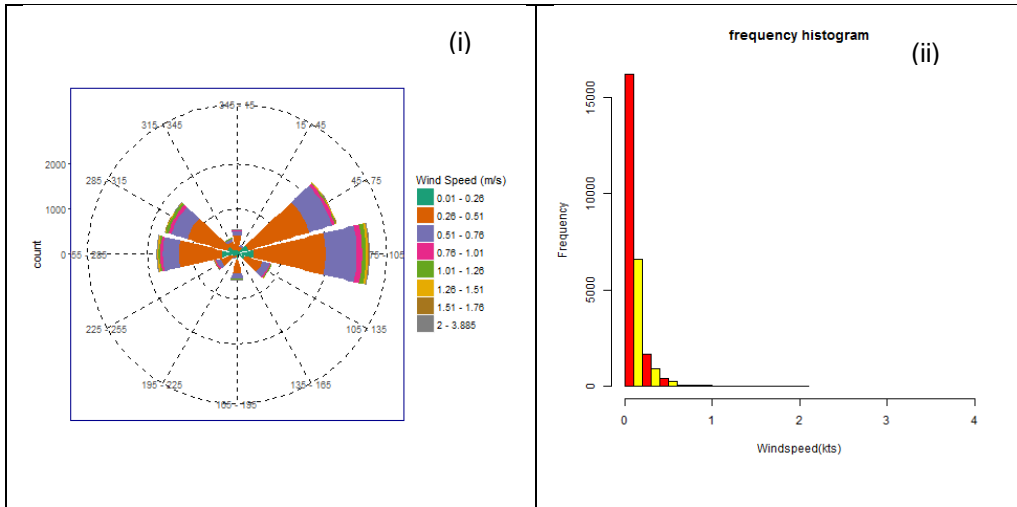 (i)
345 - 15
315 - 345
15 - 45
2000
285 - 315
45 - 75
1000
count
0
55 - 285
75 - 105
225 - 255
105 - 135
195 - 225
135 - 165
165 - 195
Wind Speed (m/s)
0.01 - 0.26
0.26 - 0.51
0.51 - 0.76
0.76 - 1.01
1.01 - 1.26
1.26 - 1.51
1.51 - 1.76
2 - 3.885
frequency histogram
(ii)
Frequency
15000
10000
5000
0
0 1 2 3 4
Windspeed(kts)